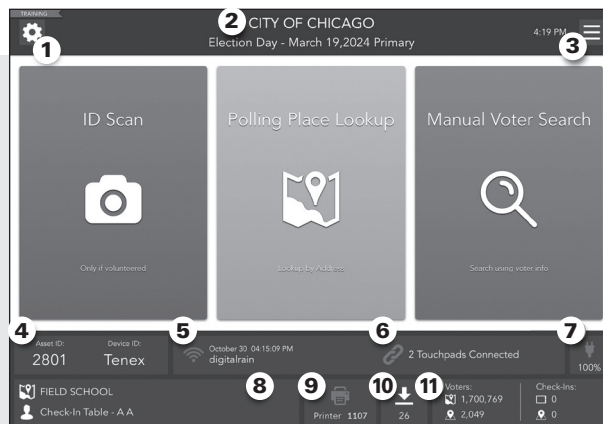 TRAINING
CITY OF CHICAGO
Election Day - March 19,2024 Primary
4:19 PM
1
2
3
ID Scan
Only if volunteered
Polling Place Lookup
Lookup by Address
Manual Voter Search
Search using voter info
4
5
6
7
Asset ID:
2801
Device ID:
Tenex
October 30 04:15:09 PM
digitalrain
2 Touchpads Connected
100%
8
9
10
11
FIELD SCHOOL
Check-In Table - A A
Printer 1107
26
Voters:
1,700,769
2,049
Check-Ins:
0
0